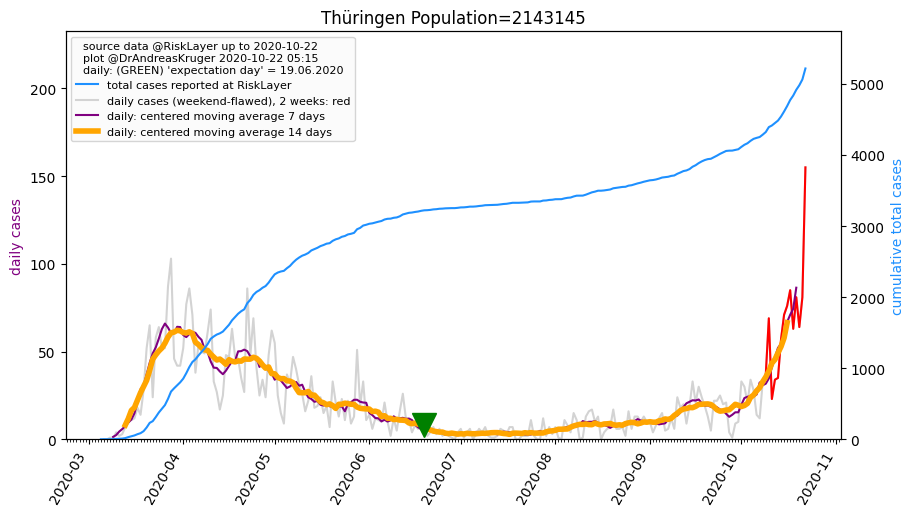 Thüringen Population=2143145
source data @RiskLayer up to 2020-10-22
plot @DrAndreasKruger 2020-10-22 05:15
daily: (GREEN) 'expectation day' = 19.06.2020
total cases reported at RiskLayer
daily cases (weekend-flawed), 2 weeks: red
daily: centered moving average 7 days
daily: centered moving average 14 days
daily cases
200
150
100
50
0
cumulative total cases
5000
4000
3000
2000
1000
0
2020-03
2020-04
2020-05
2020-06
2020-07
2020-08
2020-09
2020-10
2020-11